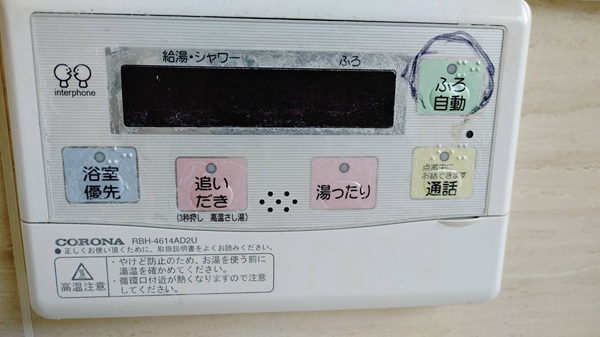 給湯・シャワー
ふろ
interphone
ふろ
自動
浴室
優先
追い
だき
(3秒押し 高温さし湯)
湯ったり
点滅中に
お話できます
通話
CORONA RBH-4614AD2U
●正しくお使い頂くために、取扱説明書をよくお読みください。
高温注意
・やけど防止のため、お湯を使う前に
湯温を確かめてください。
・循環口付近が熱くなりますので注意
してください。